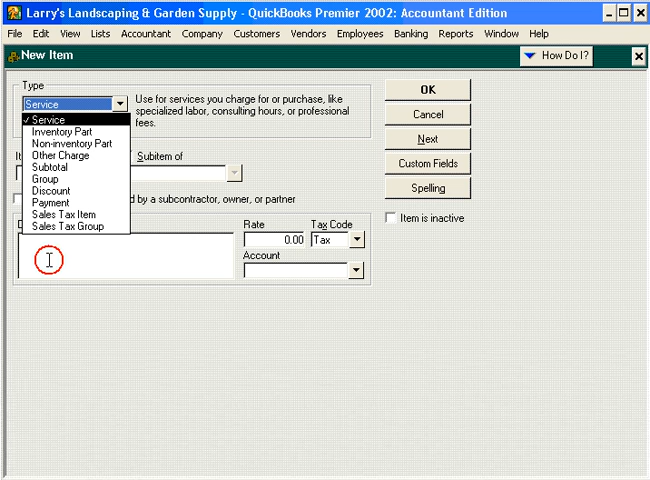 Larry's Landscaping & Garden Supply - QuickBooks Premier 2002: Accountant Edition
File Edit View Lists Accountant Company Customers Vendors Employees Banking Reports Window Help
New Item
How Do I?
Type
Service
Use for services you charge for or purchase, like
specialized labor, consulting hours, or professional
fees.
Service
Inventory Part
Non-inventory Part
Other Charge
Subtotal
Group
Discount
Payment
Sales Tax Item
Sales Tax Group
Subitem of
by a subcontractor, owner, or partner
Rate
0.00
Tax Code
Tax
Account
OK
Cancel
Next
Custom Fields
Spelling
Item is inactive